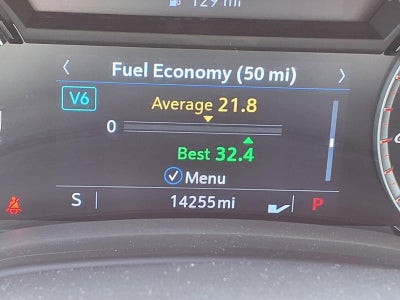 129 mi
Fuel Economy (50 mi)
V6
Average 21.8
0
Best 32.4
Menu
S 14255mi P